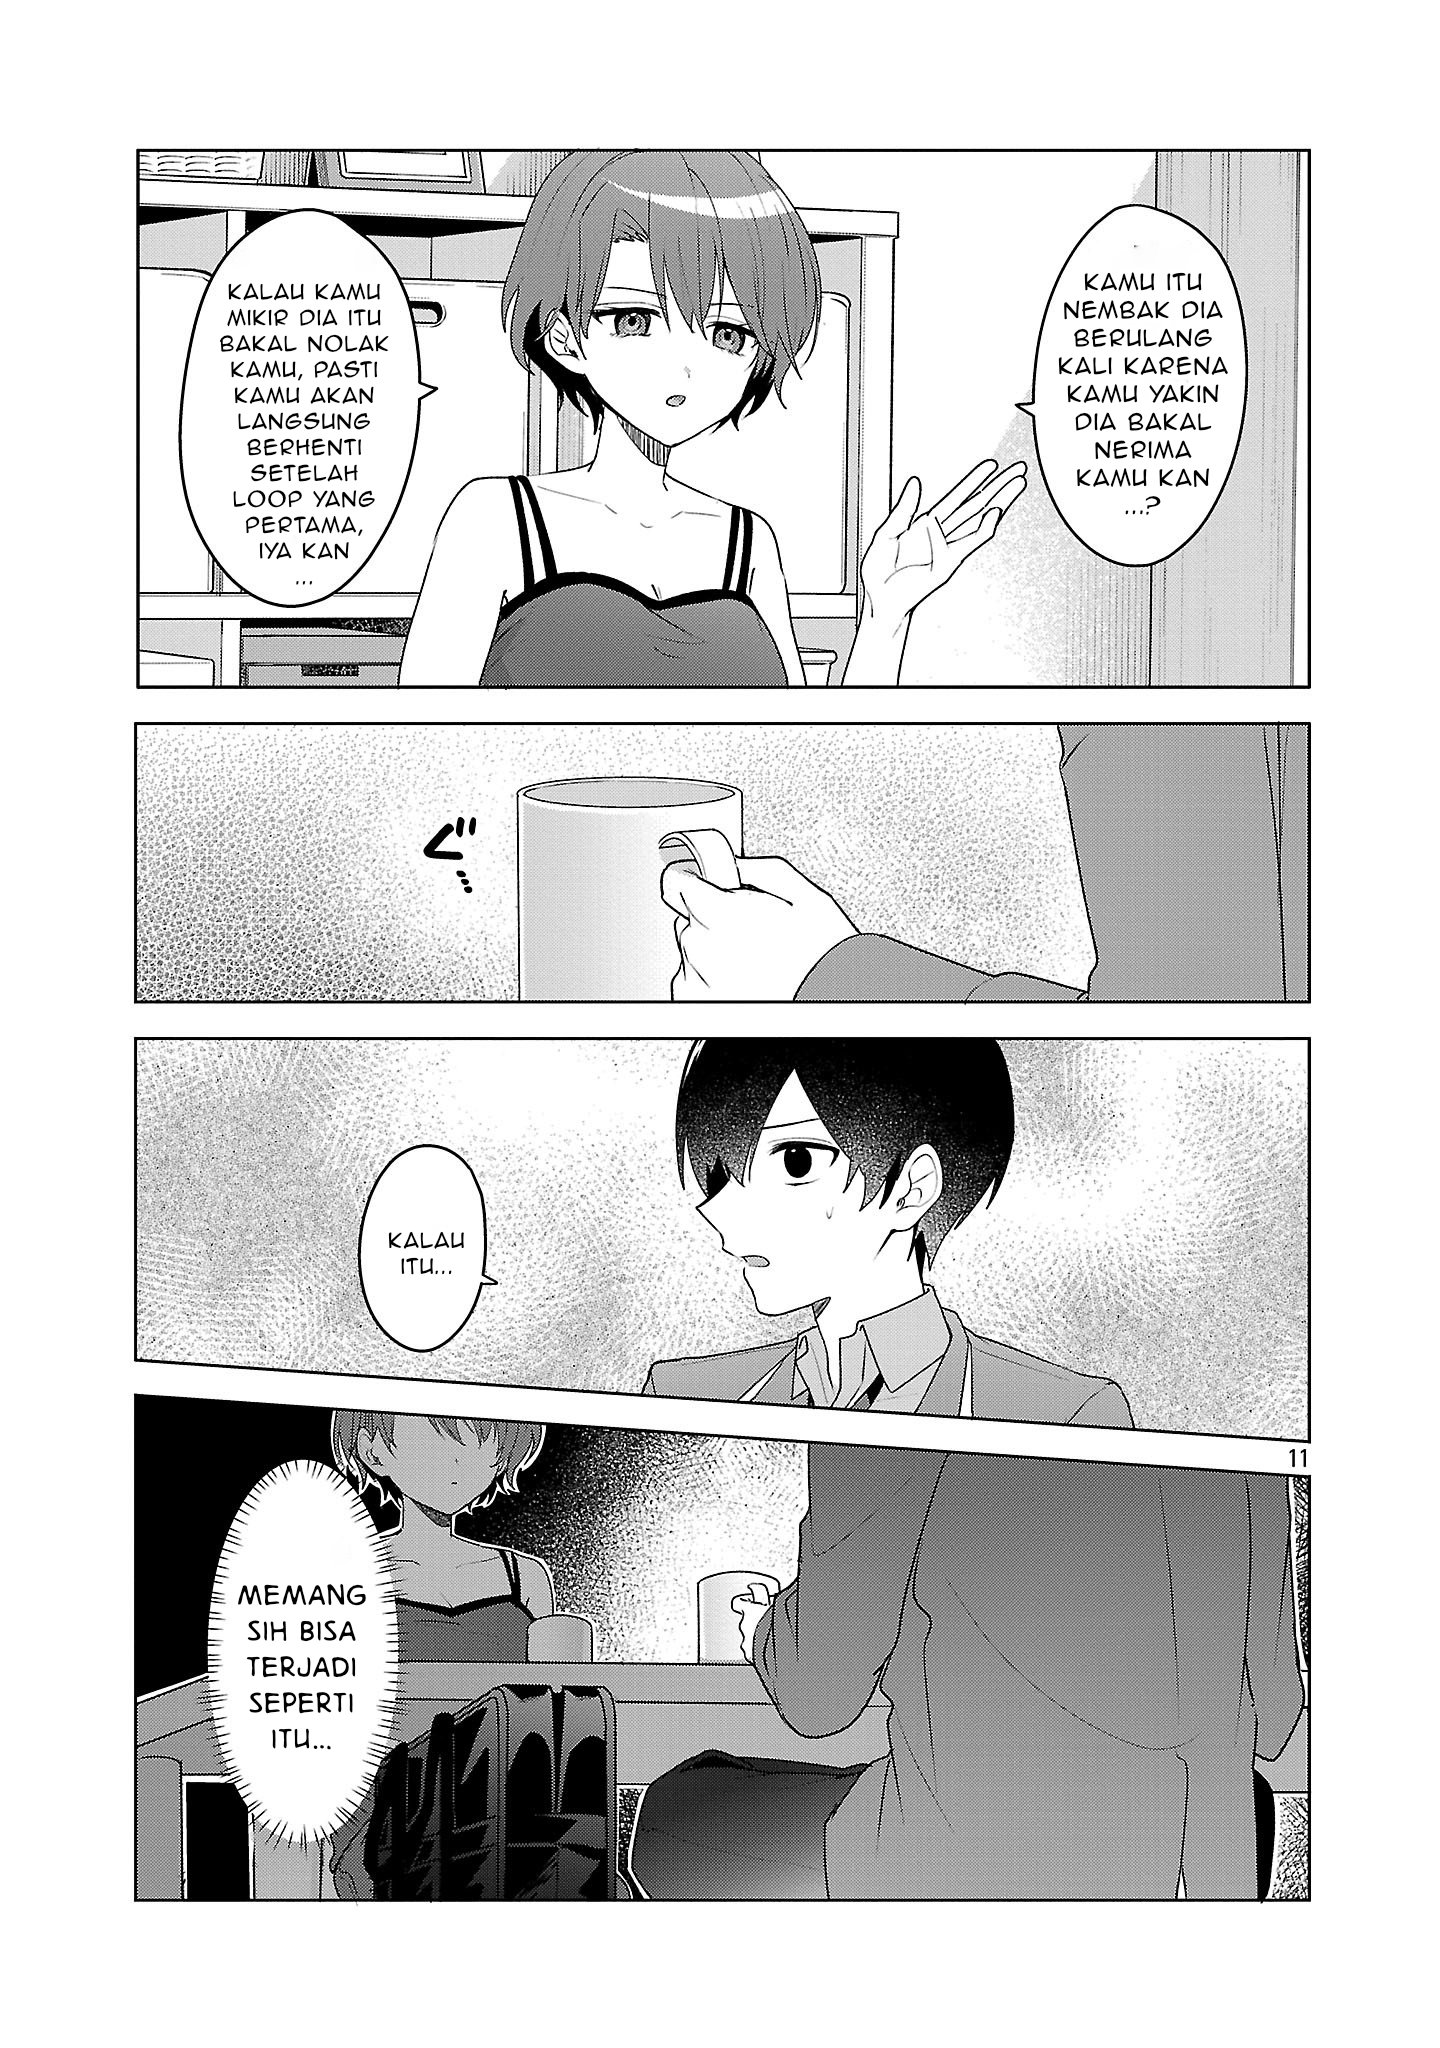 KAMU ITU
NEMBAK DIA
BERULANG
KALI KARENA
KAMU YAKIN
DIA BAKAL
NERIMA
KAMU KAN
...?
KALAU KAMU
MIKIR DIA ITU
BAKAL NOLAK
KAMU, PASTI
KAMU AKAN
LANGSUNG
BERHENTI
SETELAH
LOOP YANG
PERTAMA,
IYA KAN
...
ぐ…
KALAU
ITU...
11
MEMANG
SIH BISA
TERJADI
SEPERTI
ITU...